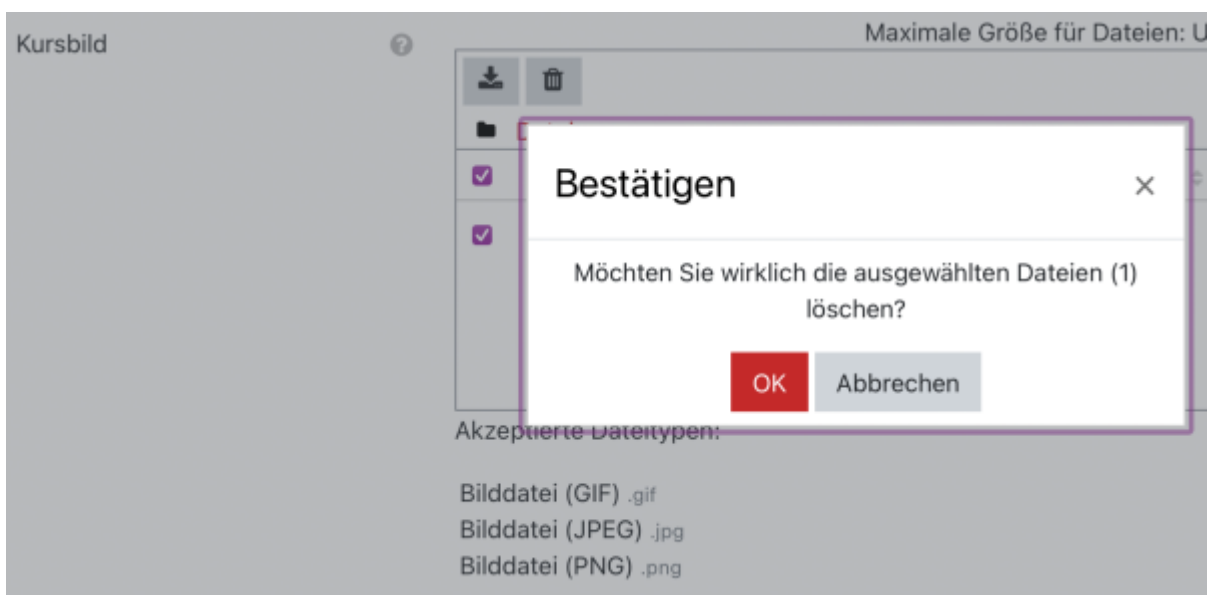 Maximale Größe für Dateien: U
Kursbild
Bestätigen
Möchten Sie wirklich die ausgewählten Dateien (1)
löschen?
OK Abbrechen
Akzeptierte Dateitypen:
Bilddatei (GIF) .gif
Bilddatei (JPEG) .jpg
Bilddatei (PNG) .png